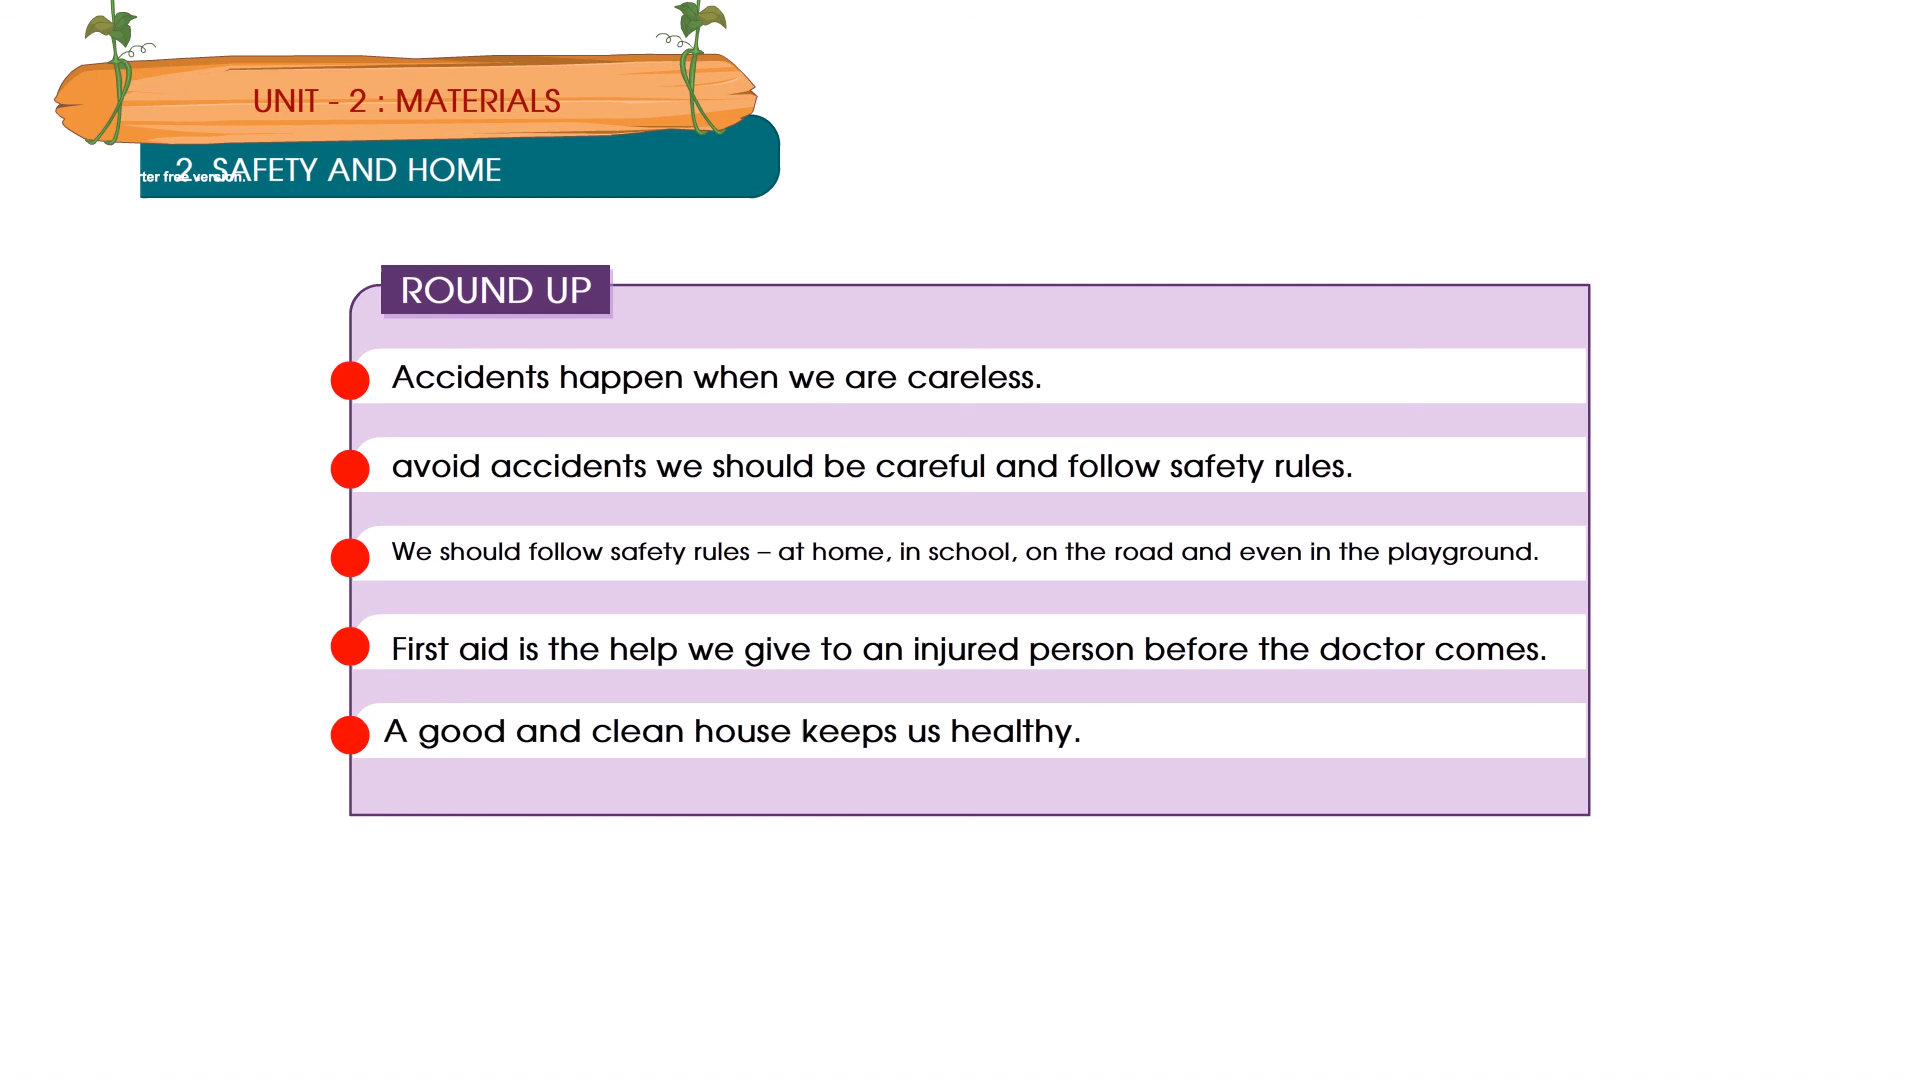 UNIT - 2 : MATERIALS
2. SAFETY AND HOME
ter free version.
ROUND UP
Accidents happen when we are careless.
avoid accidents we should be careful and follow safety rules.
We should follow safety rules – at home, in school, on the road and even in the playground.
First aid is the help we give to an injured person before the doctor comes.
A good and clean house keeps us healthy.